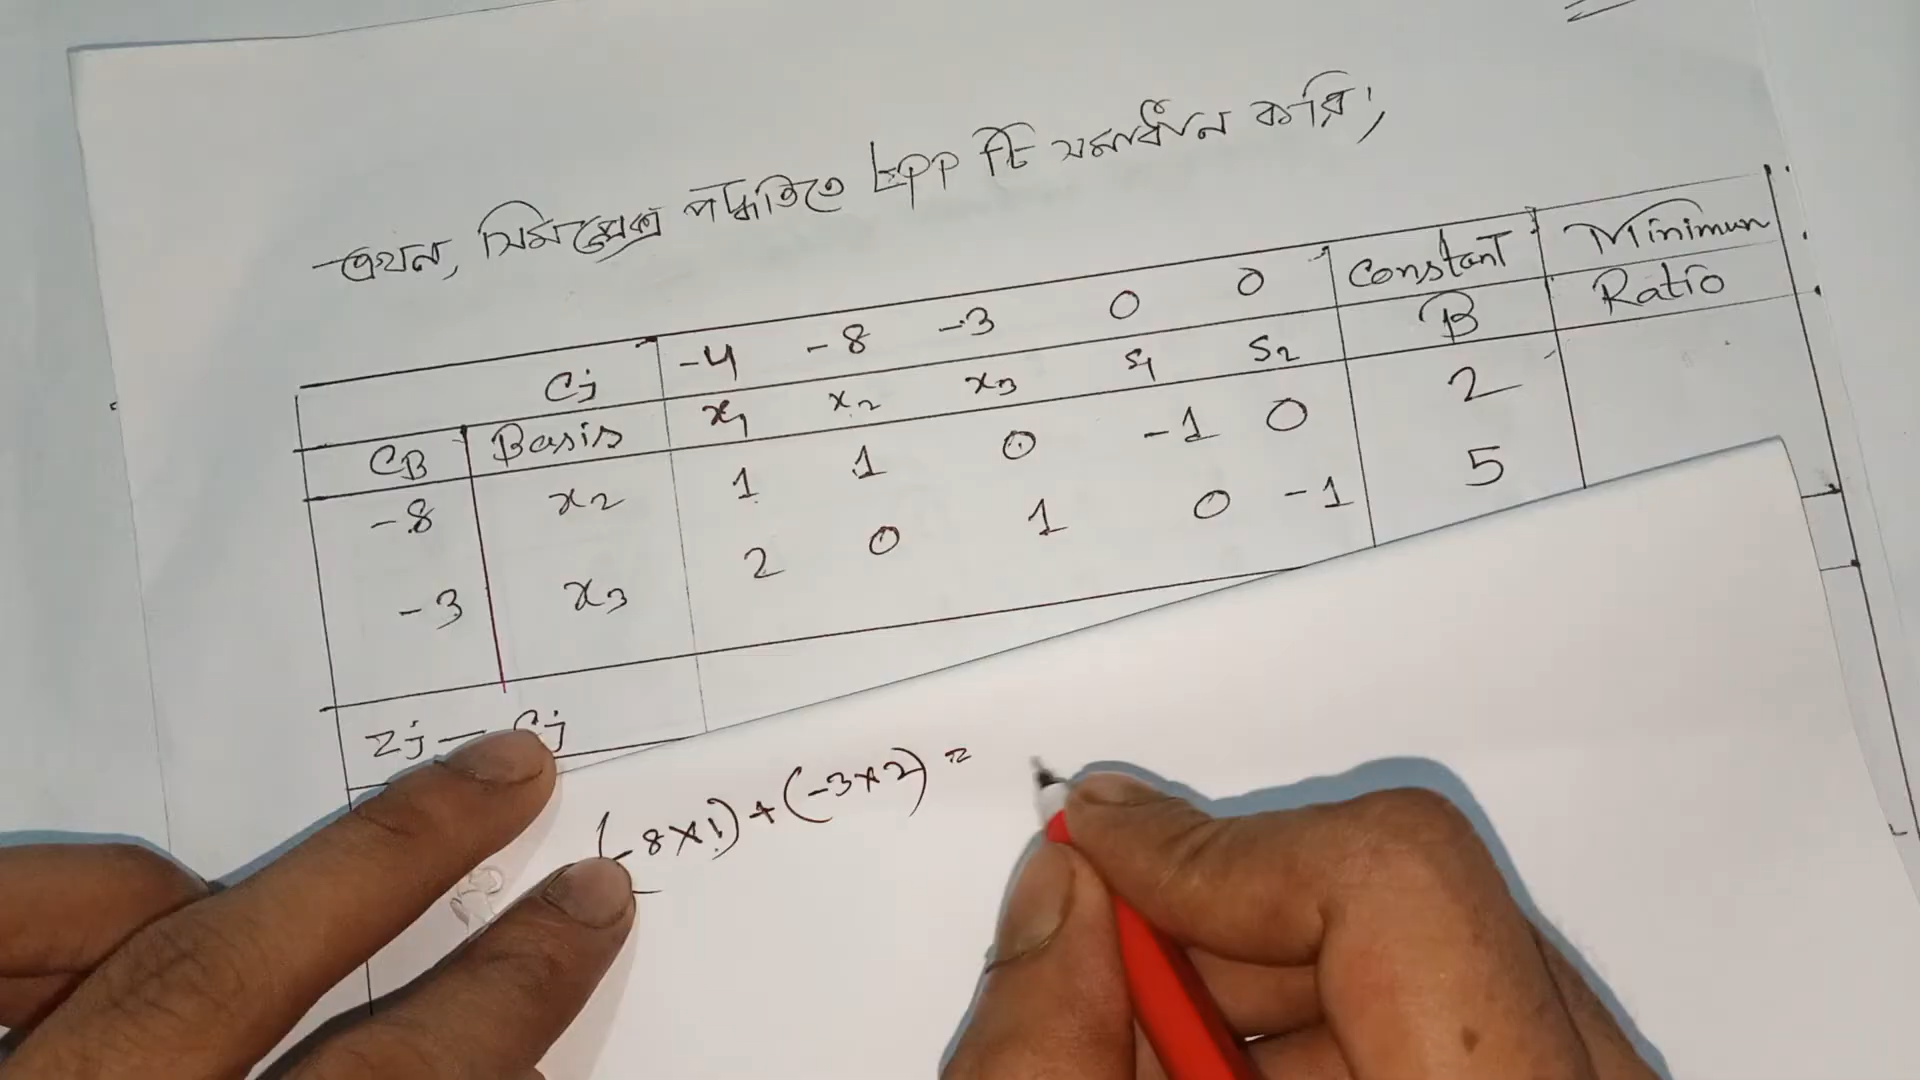 এখন, সিমপ্লেক্স পদ্ধতিতে LPP টি সমাধান করি,
Cj -4 -8 -3 0 0 Constant Minimun
CB Basis x1 x2 x3 S1 S2 B Ratio
-8 x2 1 1 0 -1 0 2
-3 x3 2 0 1 0 -1 5
Zj - Cj
(-8×1)+(-3×2) =